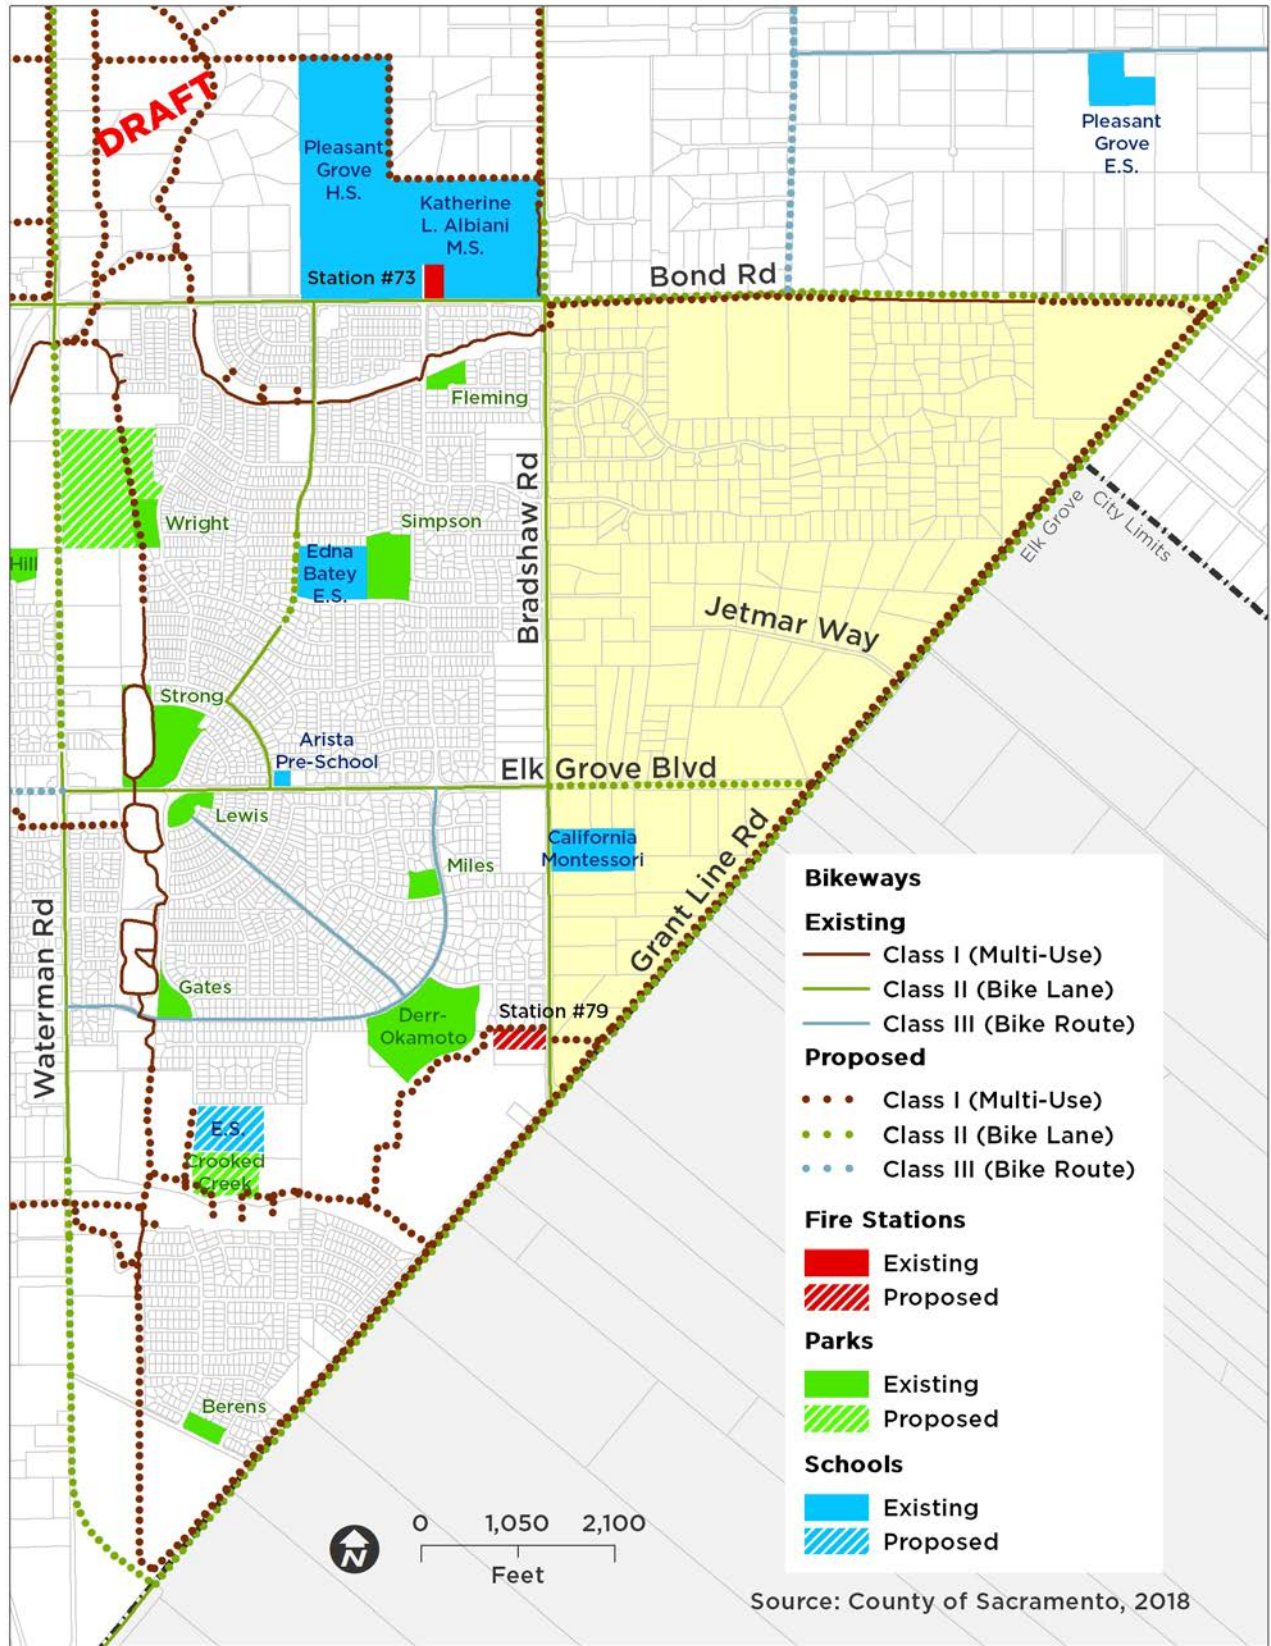 DRAFT
Pleasant
Grove
H.S.
Katherine
L. Albiani
M.S.
Station #73
Pleasant
Grove
E.S.
Bond Rd
Fleming
Bradshaw Rd
Wright
Simpson
Hill
Edna
Batey
E.S.
Elk Grove
City Limits
Jetmar Way
Strong
Arista
Pre-School
Elk Grove Blvd
Lewis
California
Montessori
Miles
Grant Line Rd
Waterman Rd
Gates
Derr-
Okamoto
Station #79
E.S.
Crooked
Creek
Berens
Bikeways
Existing
Class I (Multi-Use)
Class II (Bike Lane)
Class III (Bike Route)
Proposed
Class I (Multi-Use)
Class II (Bike Lane)
Class III (Bike Route)
Fire Stations
Existing
Proposed
Parks
Existing
Proposed
Schools
Existing
Proposed
N
0 1,050 2,100
Feet
Source: County of Sacramento, 2018